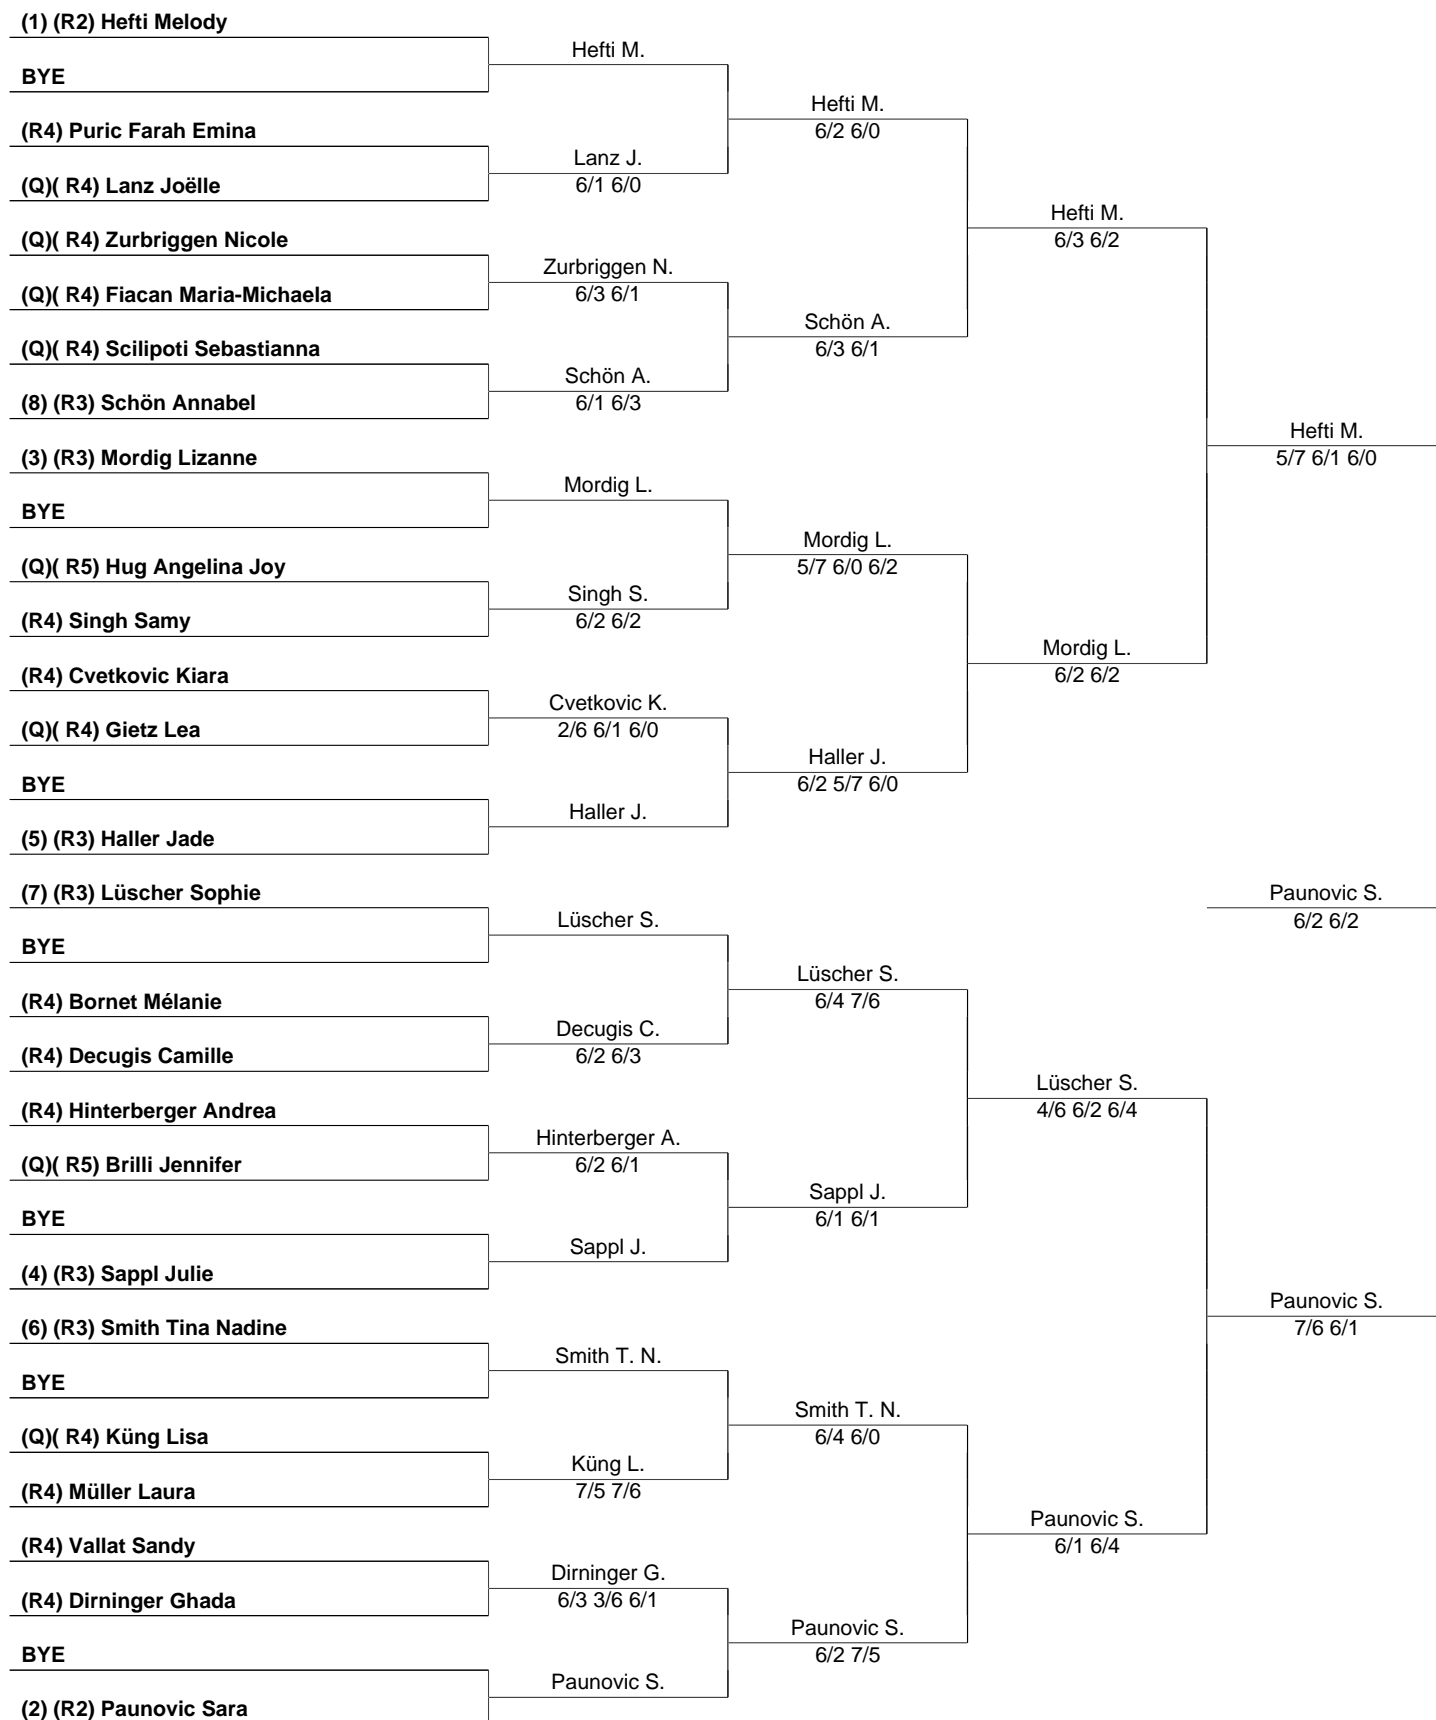 (1) (R2) Hefti Melody
BYE
(R4) Puric Farah Emina
(Q)( R4) Lanz Joëlle
(Q)( R4) Zurbriggen Nicole
(Q)( R4) Fiacan Maria-Michaela
(Q)( R4) Scilipoti Sebastianna
(8) (R3) Schön Annabel
(3) (R3) Mordig Lizanne
BYE
(Q)( R5) Hug Angelina Joy
(R4) Singh Samy
(R4) Cvetkovic Kiara
(Q)( R4) Gietz Lea
BYE
(5) (R3) Haller Jade
(7) (R3) Lüscher Sophie
BYE
(R4) Bornet Mélanie
(R4) Decugis Camille
(R4) Hinterberger Andrea
(Q)( R5) Brilli Jennifer
BYE
(4) (R3) Sappl Julie
(6) (R3) Smith Tina Nadine
BYE
(Q)( R4) Küng Lisa
(R4) Müller Laura
(R4) Vallat Sandy
(R4) Dirninger Ghada
BYE
(2) (R2) Paunovic Sara
Hefti M.
Lanz J.
6/1 6/0
Zurbriggen N.
6/3 6/1
Schön A.
6/1 6/3
Mordig L.
Singh S.
6/2 6/2
Cvetkovic K.
2/6 6/1 6/0
Haller J.
Lüscher S.
Decugis C.
6/2 6/3
Hinterberger A.
6/2 6/1
Sappl J.
Smith T. N.
Küng L.
7/5 7/6
Dirninger G.
6/3 3/6 6/1
Paunovic S.
Hefti M.
6/2 6/0
Schön A.
6/3 6/1
Mordig L.
5/7 6/0 6/2
Haller J.
6/2 5/7 6/0
Lüscher S.
6/4 7/6
Sappl J.
6/1 6/1
Smith T. N.
6/4 6/0
Paunovic S.
6/2 7/5
Hefti M.
6/3 6/2
Mordig L.
6/2 6/2
Lüscher S.
4/6 6/2 6/4
Paunovic S.
6/1 6/4
Hefti M.
5/7 6/1 6/0
Paunovic S.
6/2 6/2
Paunovic S.
7/6 6/1